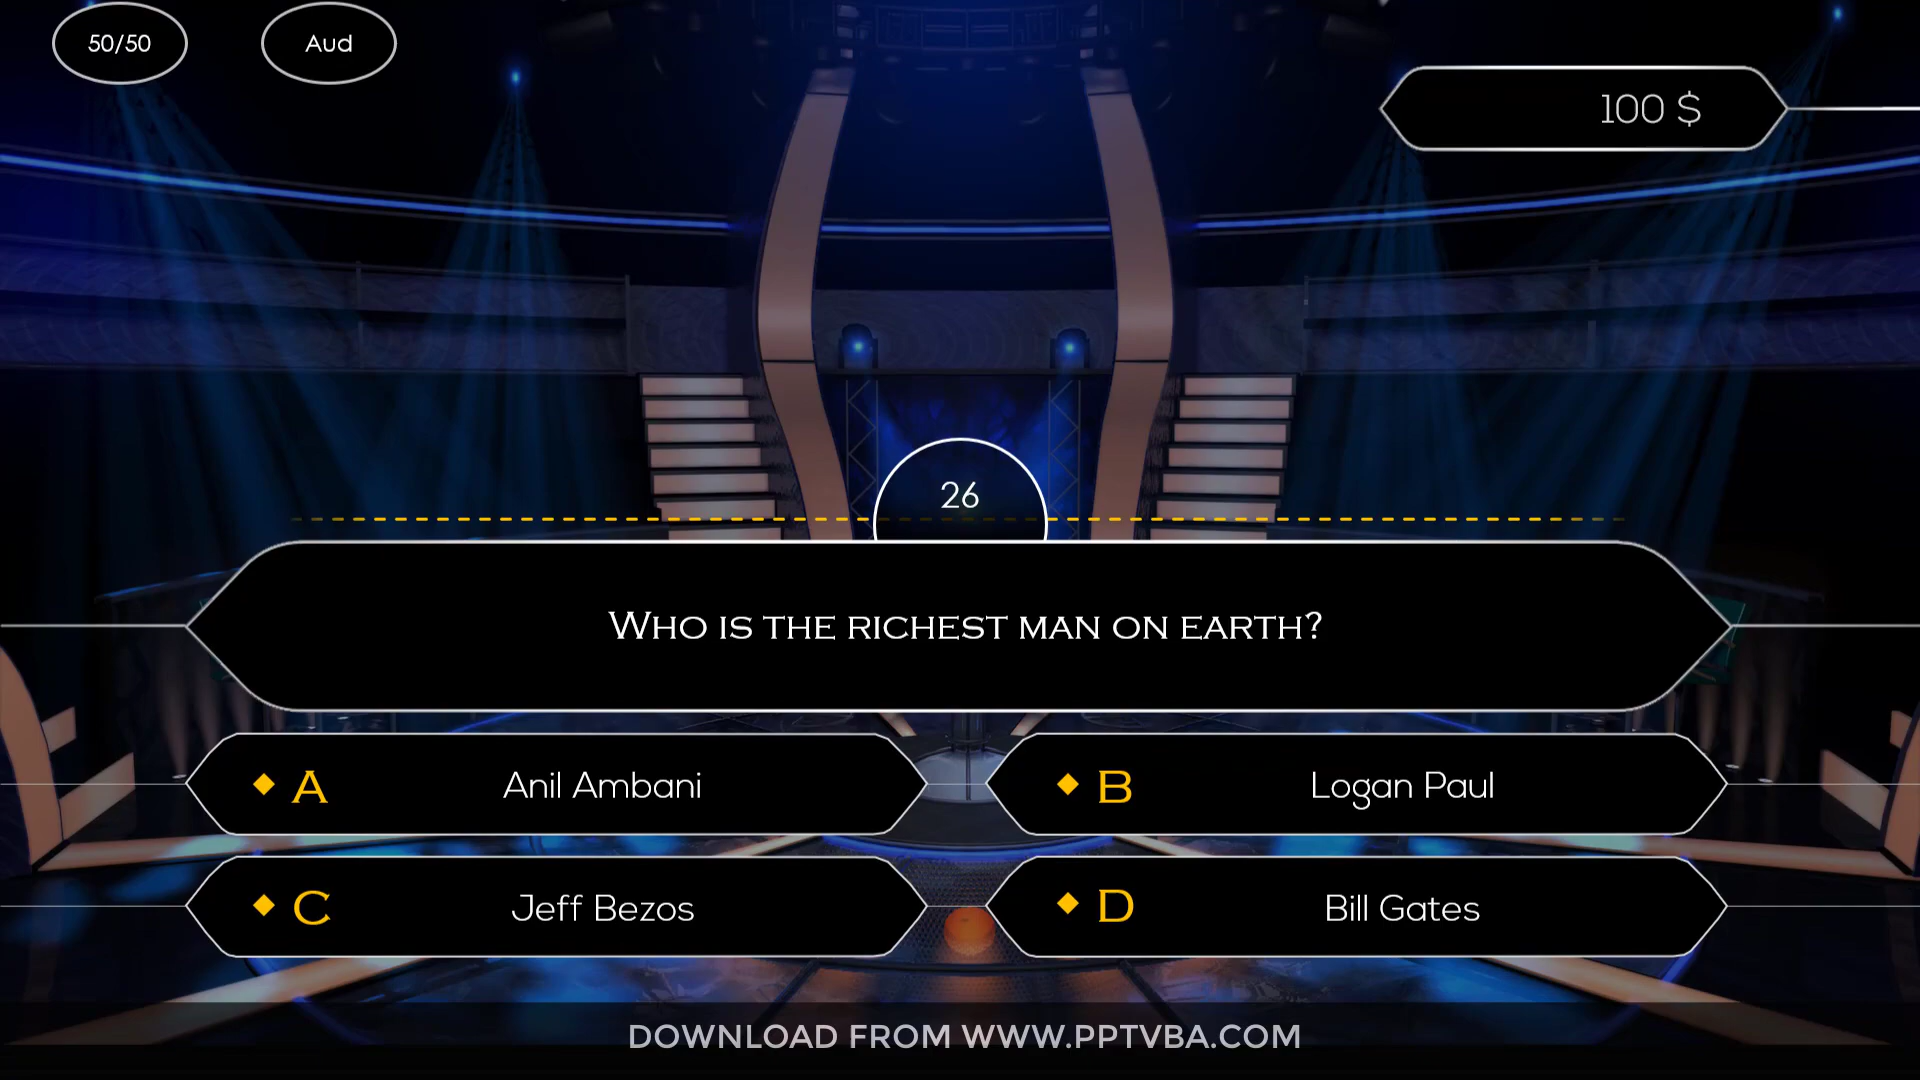 50/50
Aud
100 $
26
Who is the richest man on earth?
A Anil Ambani
B Logan Paul
C Jeff Bezos
D Bill Gates
DOWNLOAD FROM WWW.PPTVBA.COM